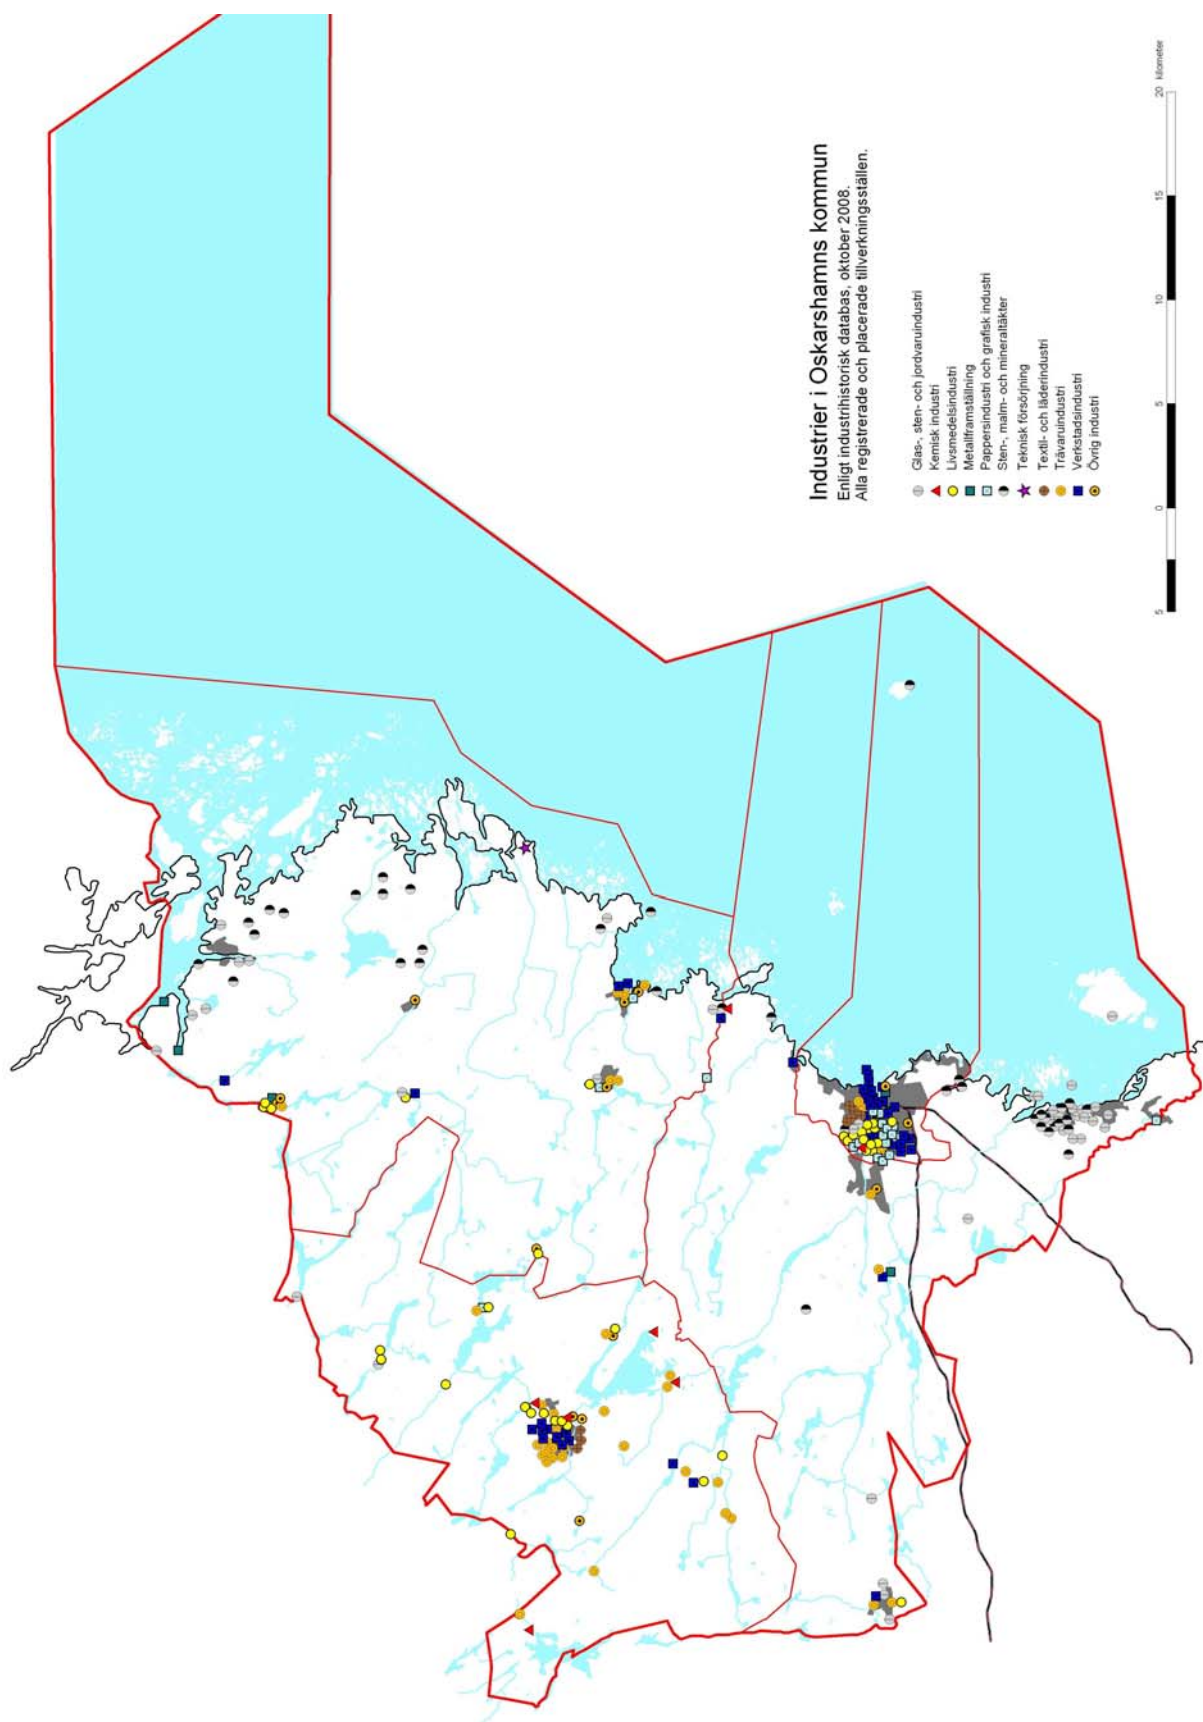 Industrier i Oskarshamns kommun
Enligt industrihistorisk databas, oktober 2008.
Alla registrerade och placerade tillverkningsställen.
Glas-, sten- och jordvaruindustri
Kemisk industri
Livsmedelsindustri
Metallframställning
Pappersindustri och grafisk industri
Sten-, malm- och mineraltäkter
Teknisk försörjning
Textil- och läderindustri
Trävaruindustri
Verkstadsindustri
Övrig industri
5 0 5 10 15 20 kilometer